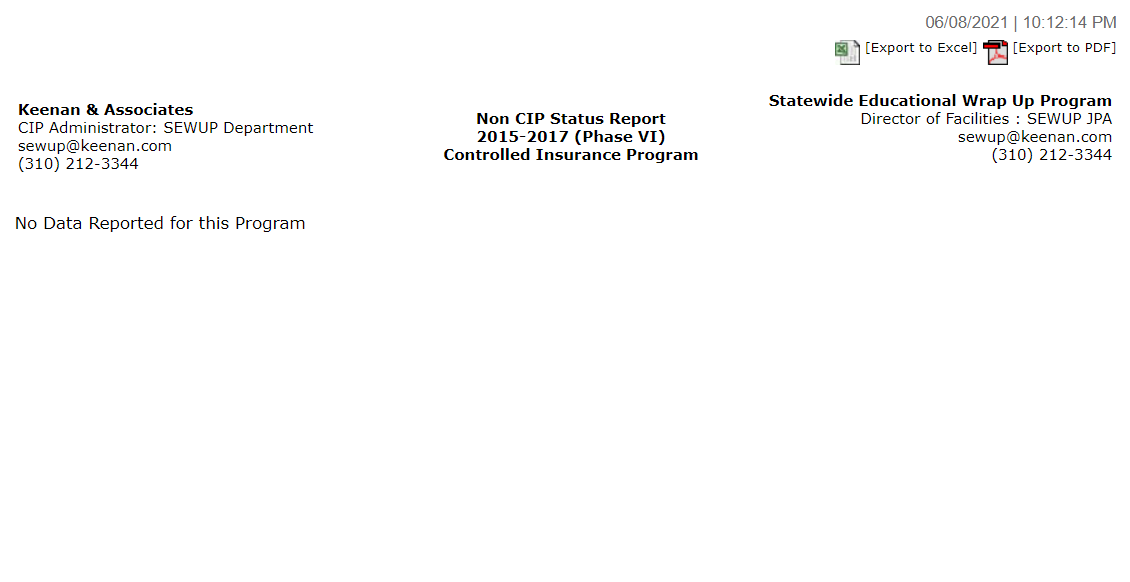 06/08/2021 | 10:12:14 PM
[Export to Excel] [Export to PDF]
Keenan & Associates
CIP Administrator: SEWUP Department
sewup@keenan.com
(310) 212-3344
Non CIP Status Report
2015-2017 (Phase VI)
Controlled Insurance Program
Statewide Educational Wrap Up Program
Director of Facilities : SEWUP JPA
sewup@keenan.com
(310) 212-3344
No Data Reported for this Program